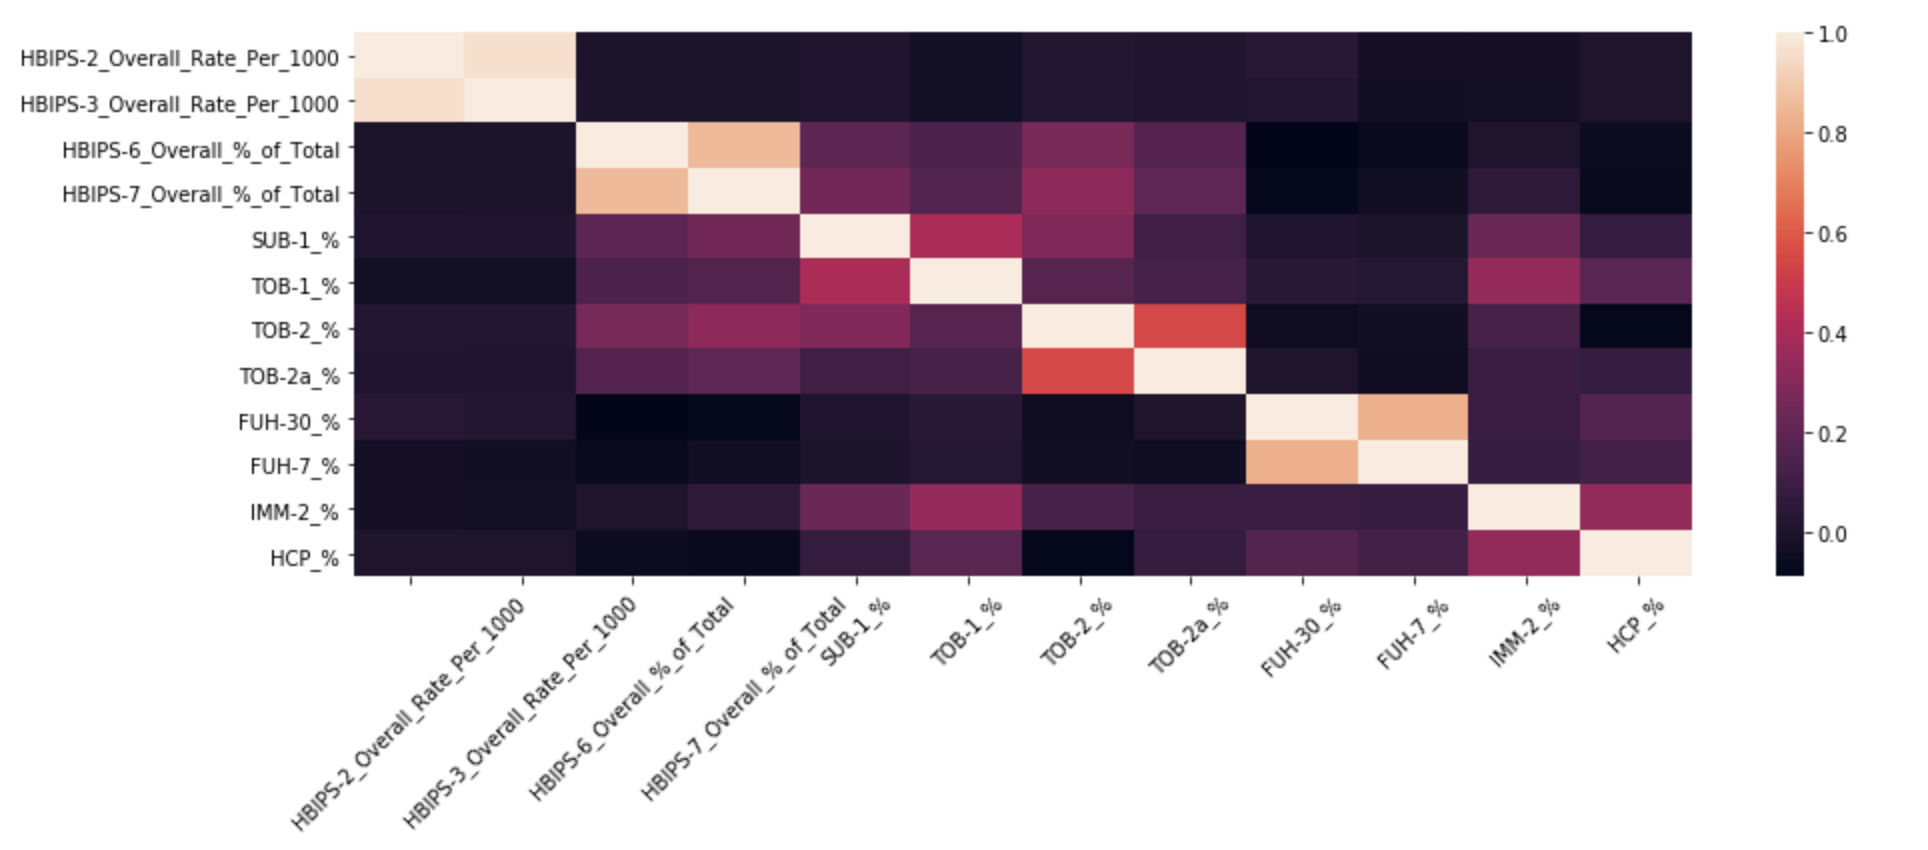 HBIPS-2_Overall_Rate_Per_1000
HBIPS-3_Overall_Rate_Per_1000
HBIPS-6_Overall_%_of_Total
HBIPS-7_Overall_%_of_Total
SUB-1_%
TOB-1_%
TOB-2_%
TOB-2a_%
FUH-30_%
FUH-7_%
IMM-2_%
HCP_%
HBIPS-2_Overall_Rate_Per_1000
HBIPS-3_Overall_Rate_Per_1000
HBIPS-6_Overall_%_of_Total
HBIPS-7_Overall_%_of_Total
SUB-1_%
TOB-1_%
TOB-2_%
TOB-2a_%
FUH-30_%
FUH-7_%
IMM-2_%
HCP_%
1.0
0.8
0.6
0.4
0.2
0.0